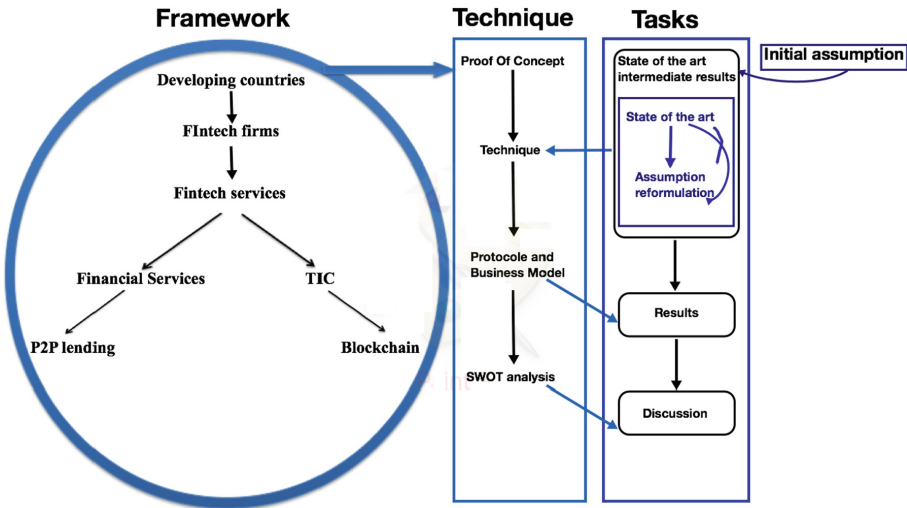 Framework
Technique
Tasks
Developing countries
FIntech firms
Fintech services
Financial Services
TIC
P2P lending
Blockchain
Proof Of Concept
Technique
Protocole and
Business Model
SWOT analysis
State of the art
intermediate results
State of the art
Assumption
reformulation
Results
Discussion
Initial assumption